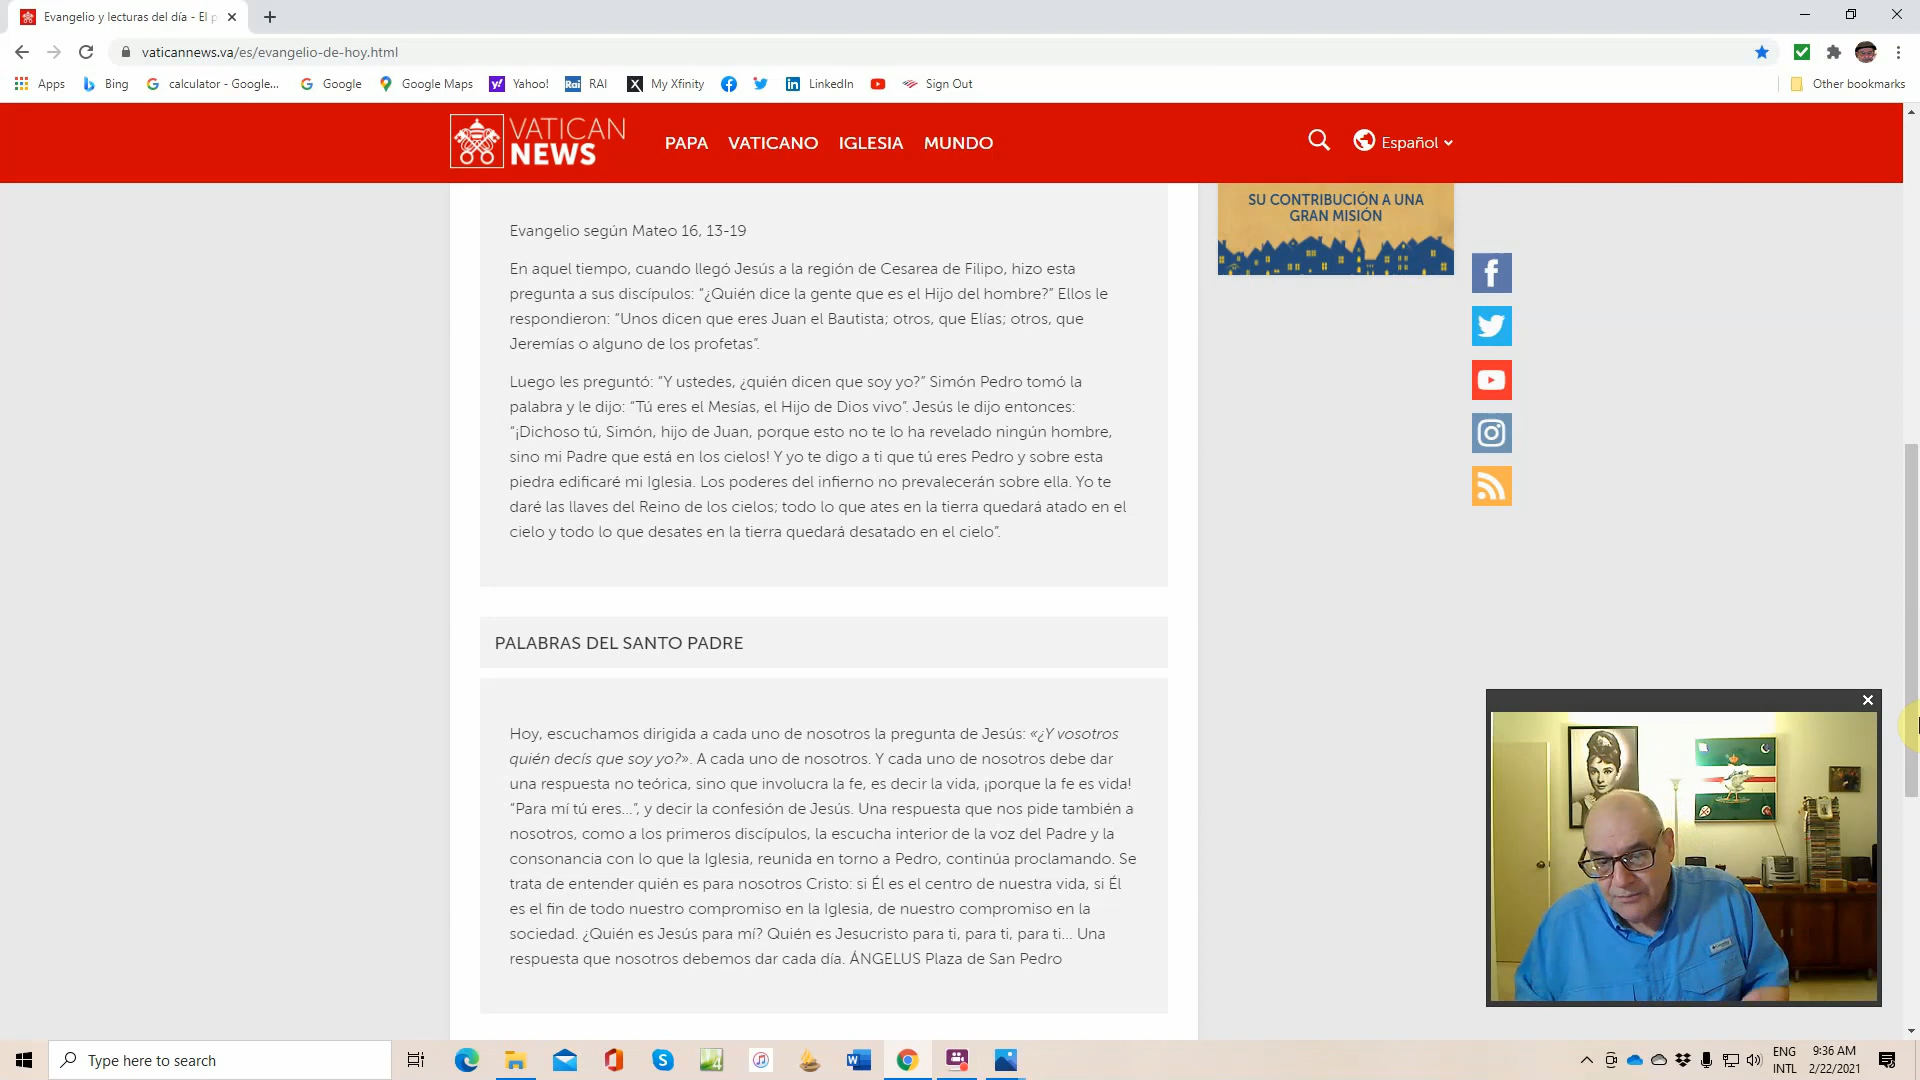 Evangelio y lecturas del día - El p
vaticannews.va/es/evangelio-de-hoy.html
Apps
Bing
calculator - Google...
Google
Google Maps
Yahoo!
RAI
My Xfinity
LinkedIn
Sign Out
Other bookmarks
VATICAN
NEWS
PAPA VATICANO IGLESIA MUNDO
Español
SU CONTRIBUCIÓN A UNA
GRAN MISIÓN
Evangelio según Mateo 16, 13-19
En aquel tiempo, cuando llegó Jesús a la región de Cesarea de Filipo, hizo esta
pregunta a sus discípulos: “¿Quién dice la gente que es el Hijo del hombre?” Ellos le
respondieron: “Unos dicen que eres Juan el Bautista; otros, que Elías; otros, que
Jeremías o alguno de los profetas”.
Luego les preguntó: “Y ustedes, ¿quién dicen que soy yo?” Simón Pedro tomó la
palabra y le dijo: “Tú eres el Mesías, el Hijo de Dios vivo”. Jesús le dijo entonces:
“¡Dichoso tú, Simón, hijo de Juan, porque esto no te lo ha revelado ningún hombre,
sino mi Padre que está en los cielos! Y yo te digo a ti que tú eres Pedro y sobre esta
piedra edificaré mi Iglesia. Los poderes del infierno no prevalecerán sobre ella. Yo te
daré las llaves del Reino de los cielos; todo lo que ates en la tierra quedará atado en el
cielo y todo lo que desates en la tierra quedará desatado en el cielo”.
PALABRAS DEL SANTO PADRE
Hoy, escuchamos dirigida a cada uno de nosotros la pregunta de Jesús: «¿Y vosotros
quién decís que soy yo?». A cada uno de nosotros. Y cada uno de nosotros debe dar
una respuesta no teórica, sino que involucra la fe, es decir la vida, ¡porque la fe es vida!
“Para mí tú eres…”, y decir la confesión de Jesús. Una respuesta que nos pide también a
nosotros, como a los primeros discípulos, la escucha interior de la voz del Padre y la
consonancia con lo que la Iglesia, reunida en torno a Pedro, continúa proclamando. Se
trata de entender quién es para nosotros Cristo: si Él es el centro de nuestra vida, si Él
es el fin de todo nuestro compromiso en la Iglesia, de nuestro compromiso en la
sociedad. ¿Quién es Jesús para mí? Quién es Jesucristo para ti, para ti, para ti… Una
respuesta que nosotros debemos dar cada día. ÁNGELUS Plaza de San Pedro
Type here to search
ENG
INTL
9:36 AM
2/22/2021